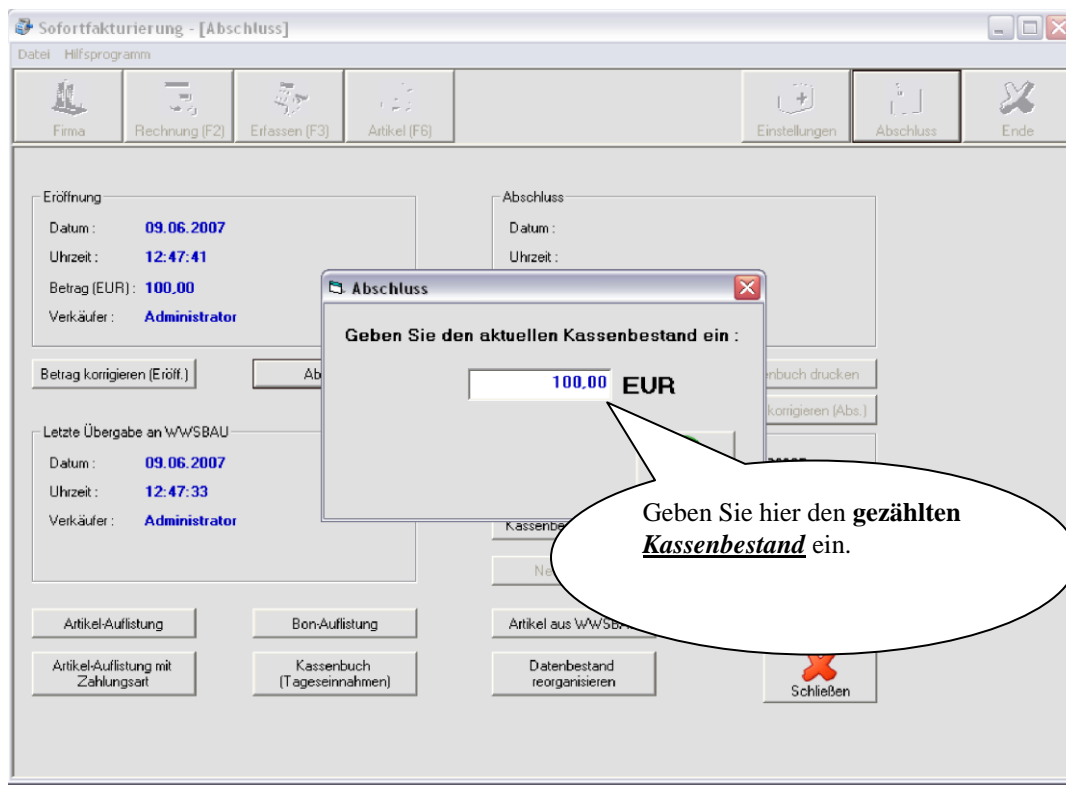 Sofortfakturierung - [Abschluss]
Datei Hilfsprogramm
Firma
Rechnung (F2)
Erfassen (F3)
Artikel (F6)
Einstellungen
Abschluss
Ende
Eröffnung
Datum : 09.06.2007
Uhrzeit : 12:47:41
Betrag (EUR) : 100,00
Verkäufer : Administrator
Abschluss
Datum :
Uhrzeit :
Abschluss
Geben Sie den aktuellen Kassenbestand ein :
100,00 EUR
Betrag korrigieren (Eröff.)
drucken
korrigieren (Abs.)
Letzte Übergabe an WWSBAU
Datum : 09.06.2007
Uhrzeit : 12:47:33
Verkäufer : Administrator
Geben Sie hier den gezählten
Kassenbestand ein.
Artikel-Auflistung
Bon-Auflistung
Artikel aus
Artikel-Auflistung mit
Zahlungsart
Kassenbuch
(Tageseinnahmen)
Datenbestand
reorganisieren
Schließen